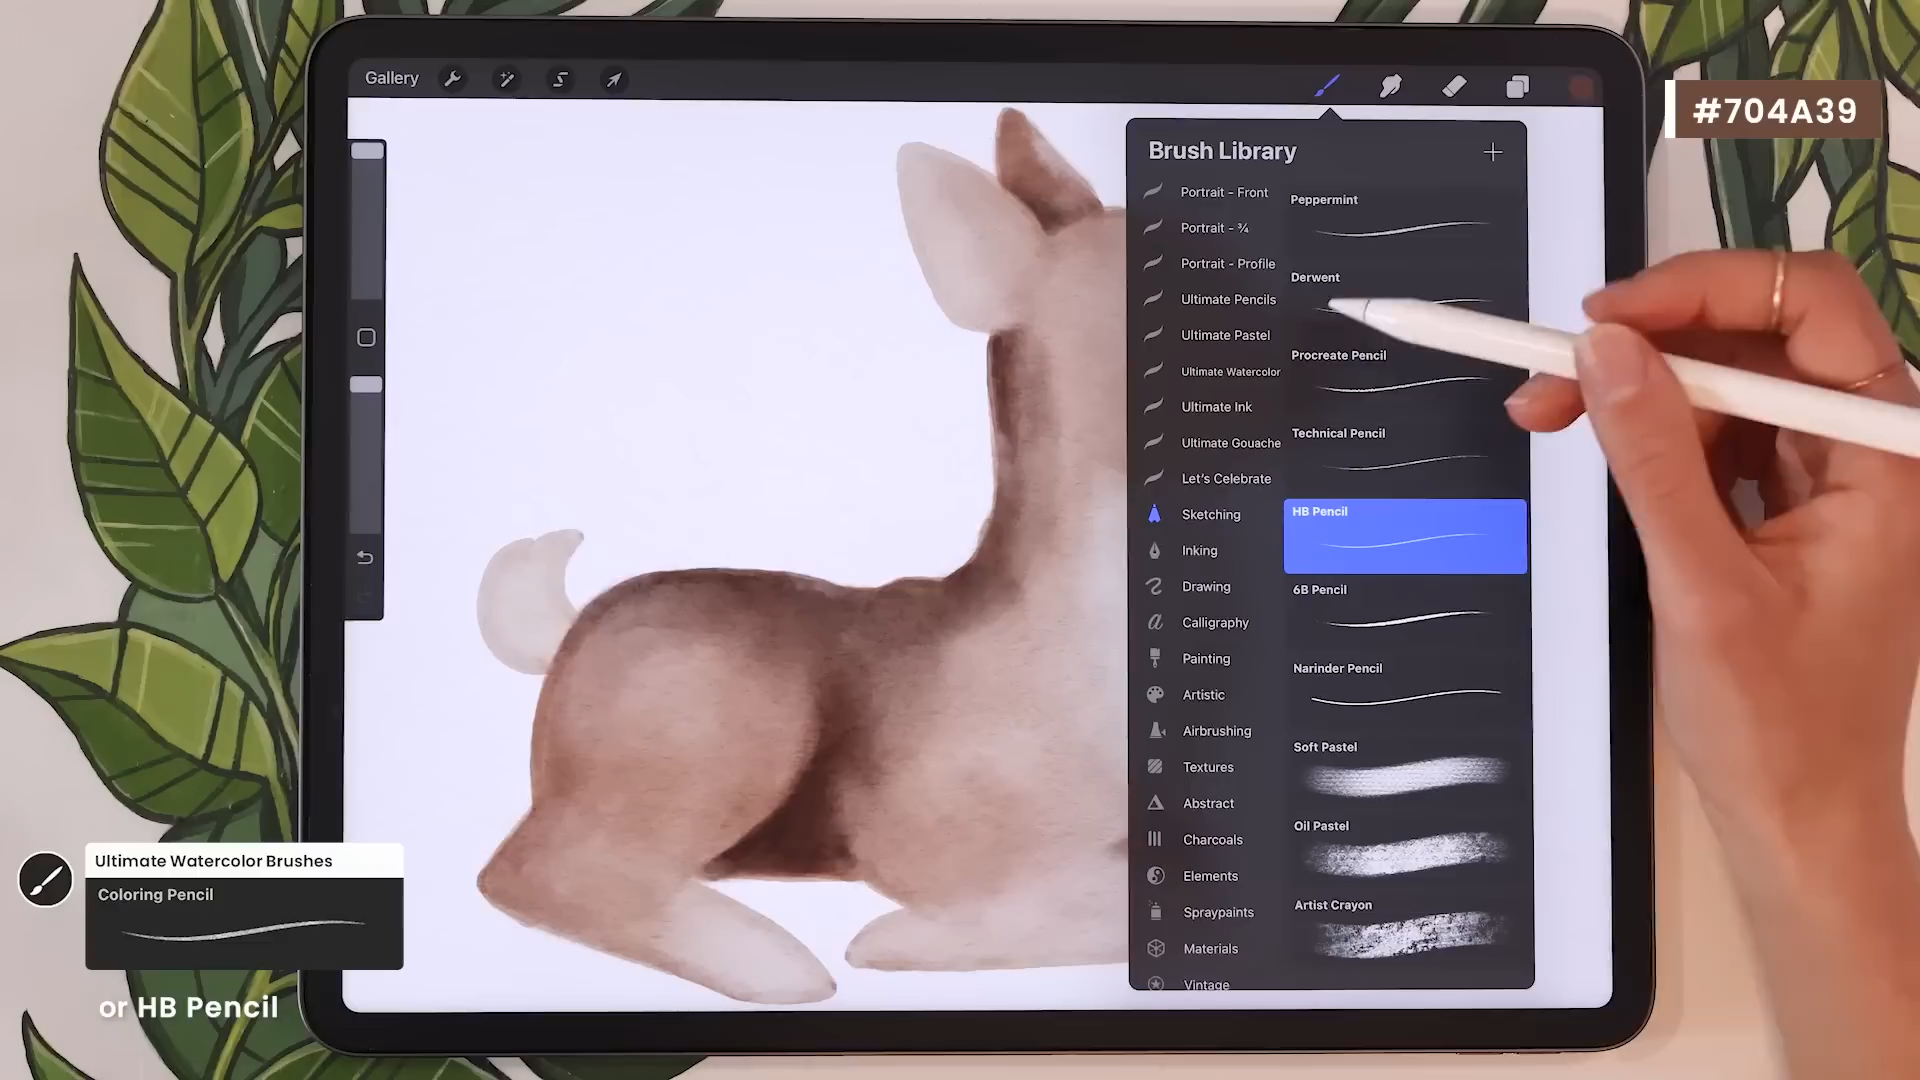 Gallery
#704A39
Brush Library
Portrait - Front
Portrait - ¾
Portrait - Profile
Ultimate Pencils
Ultimate Pastel
Ultimate Watercolor
Ultimate Ink
Ultimate Gouache
Let's Celebrate
Sketching
Inking
Drawing
Calligraphy
Painting
Artistic
Airbrushing
Textures
Abstract
Charcoals
Elements
Spraypaints
Materials
Vintage
Peppermint
Derwent
Procreate Pencil
Technical Pencil
HB Pencil
6B Pencil
Narinder Pencil
Soft Pastel
Oil Pastel
Artist Crayon
Ultimate Watercolor Brushes
Coloring Pencil
or HB Pencil